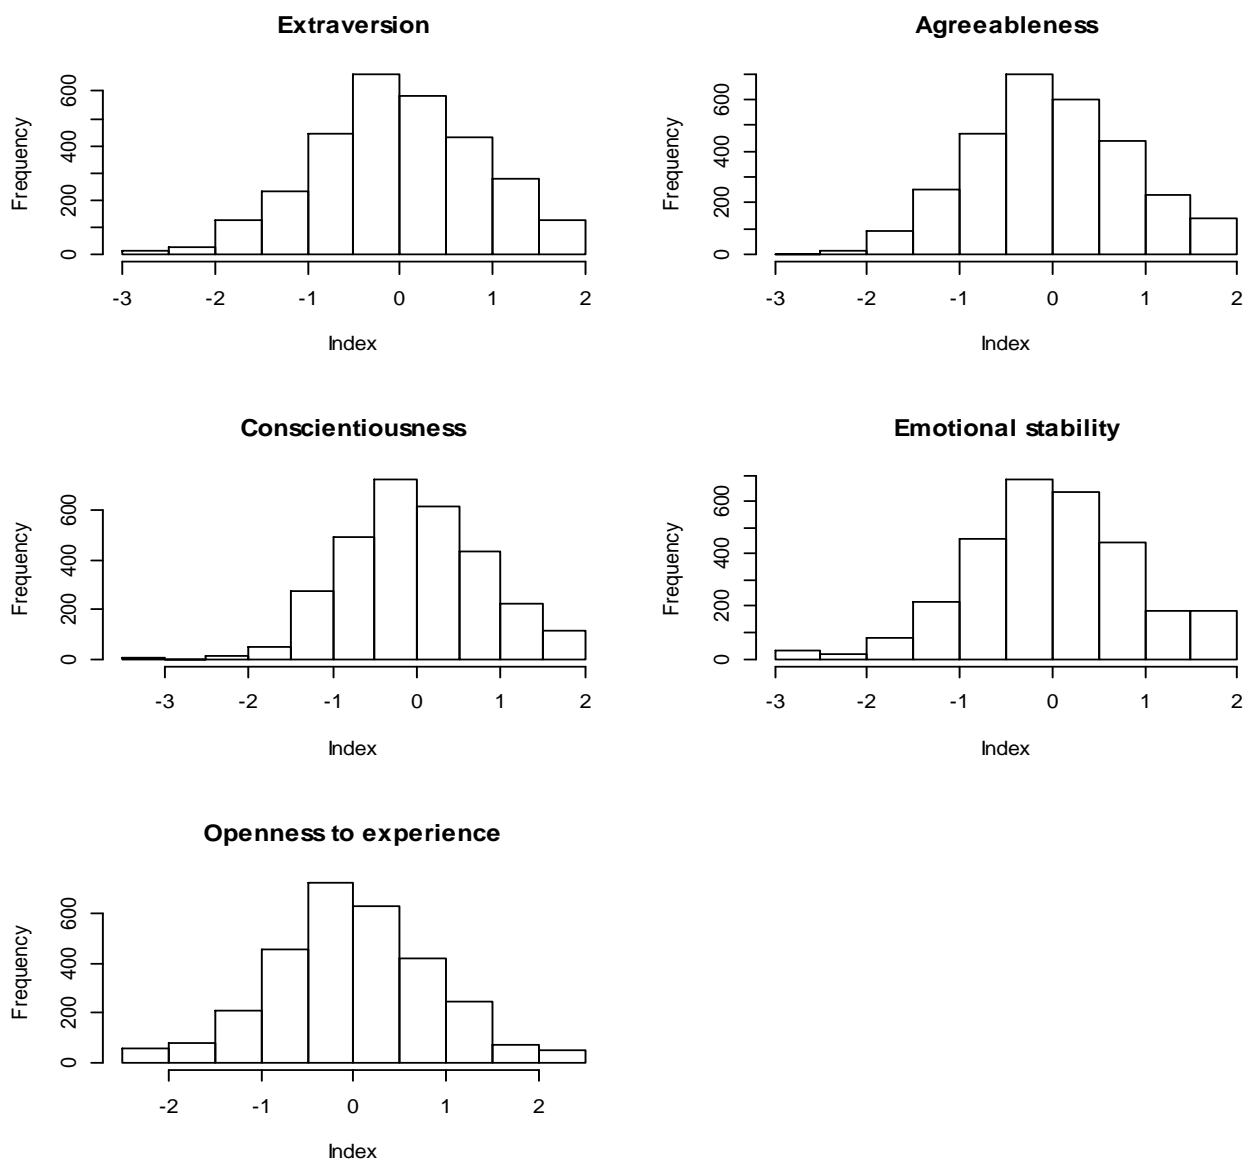 Extraversion
Frequency
600
400
200
0
-3 -2 -1 0 1 2
Index
Agreeableness
Frequency
600
400
200
0
-3 -2 -1 0 1 2
Index
Conscientiousness
Frequency
600
400
200
0
-3 -2 -1 0 1 2
Index
Emotional stability
Frequency
600
400
200
0
-3 -2 -1 0 1 2
Index
Openness to experience
Frequency
600
400
200
0
-2 -1 0 1 2
Index